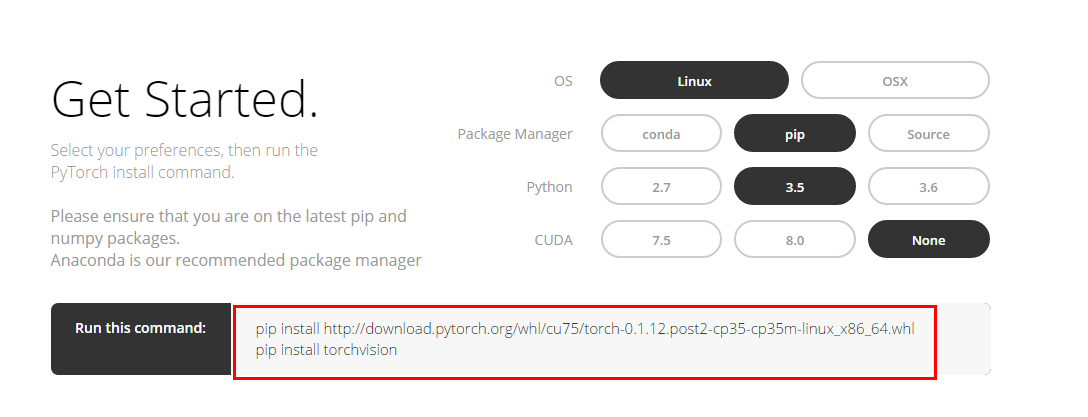 Get Started.
Select your preferences, then run the
PyTorch install command.
Please ensure that you are on the latest pip and
numpy packages.
Anaconda is our recommended package manager
OS Linux OSX
Package Manager conda pip Source
Python 2.7 3.5 3.6
CUDA 7.5 8.0 None
Run this command:
pip install http://download.pytorch.org/whl/cu75/torch-0.1.12.post2-cp35-cp35m-linux_x86_64.whl
pip install torchvision